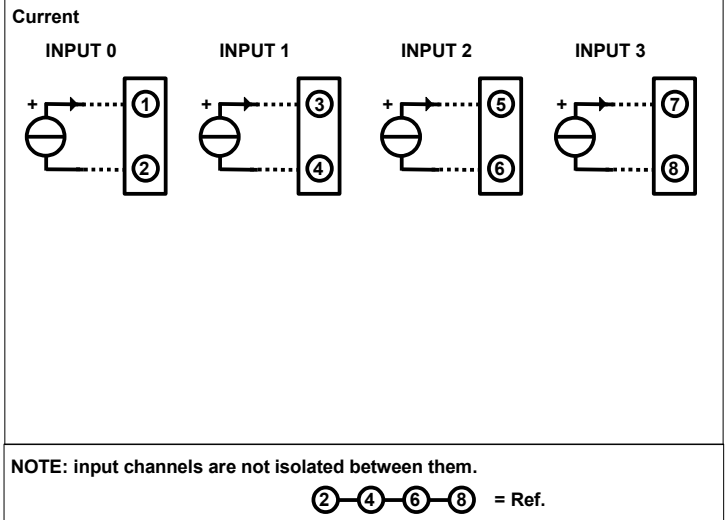 Current
INPUT 0 INPUT 1 INPUT 2 INPUT 3
+ 1 + 3 + 5 + 7
2 4 6 8
NOTE: input channels are not isolated between them.
2 4 6 8 = Ref.